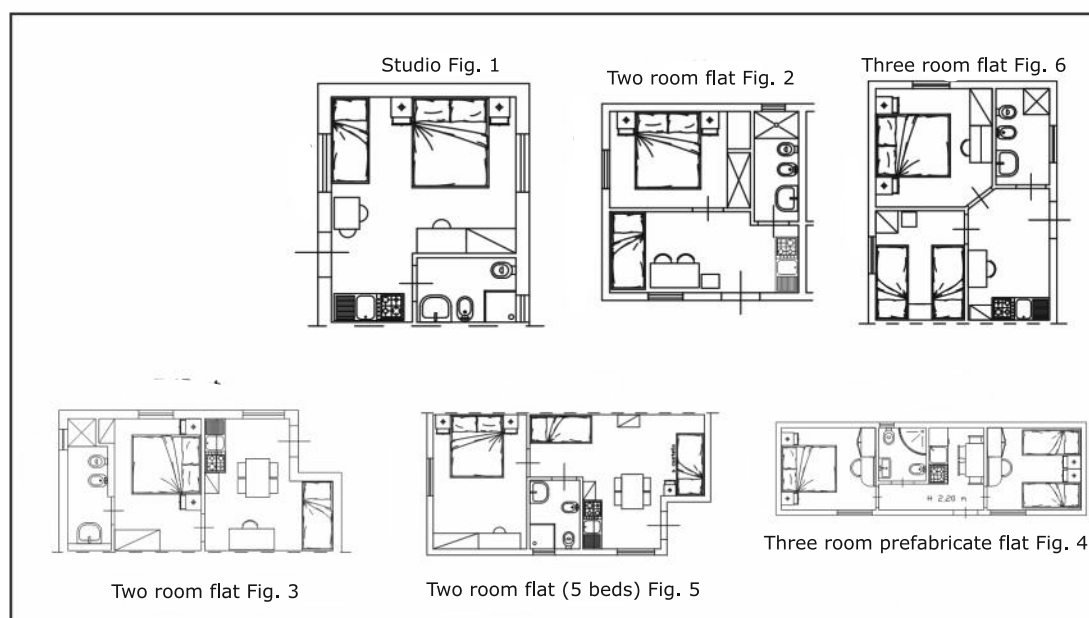 Studio Fig. 1
Two room flat Fig. 2
Three room flat Fig. 6
Two room flat Fig. 3
Two room flat (5 beds) Fig. 5
H 2.20 m
Three room prefabricate flat Fig. 4